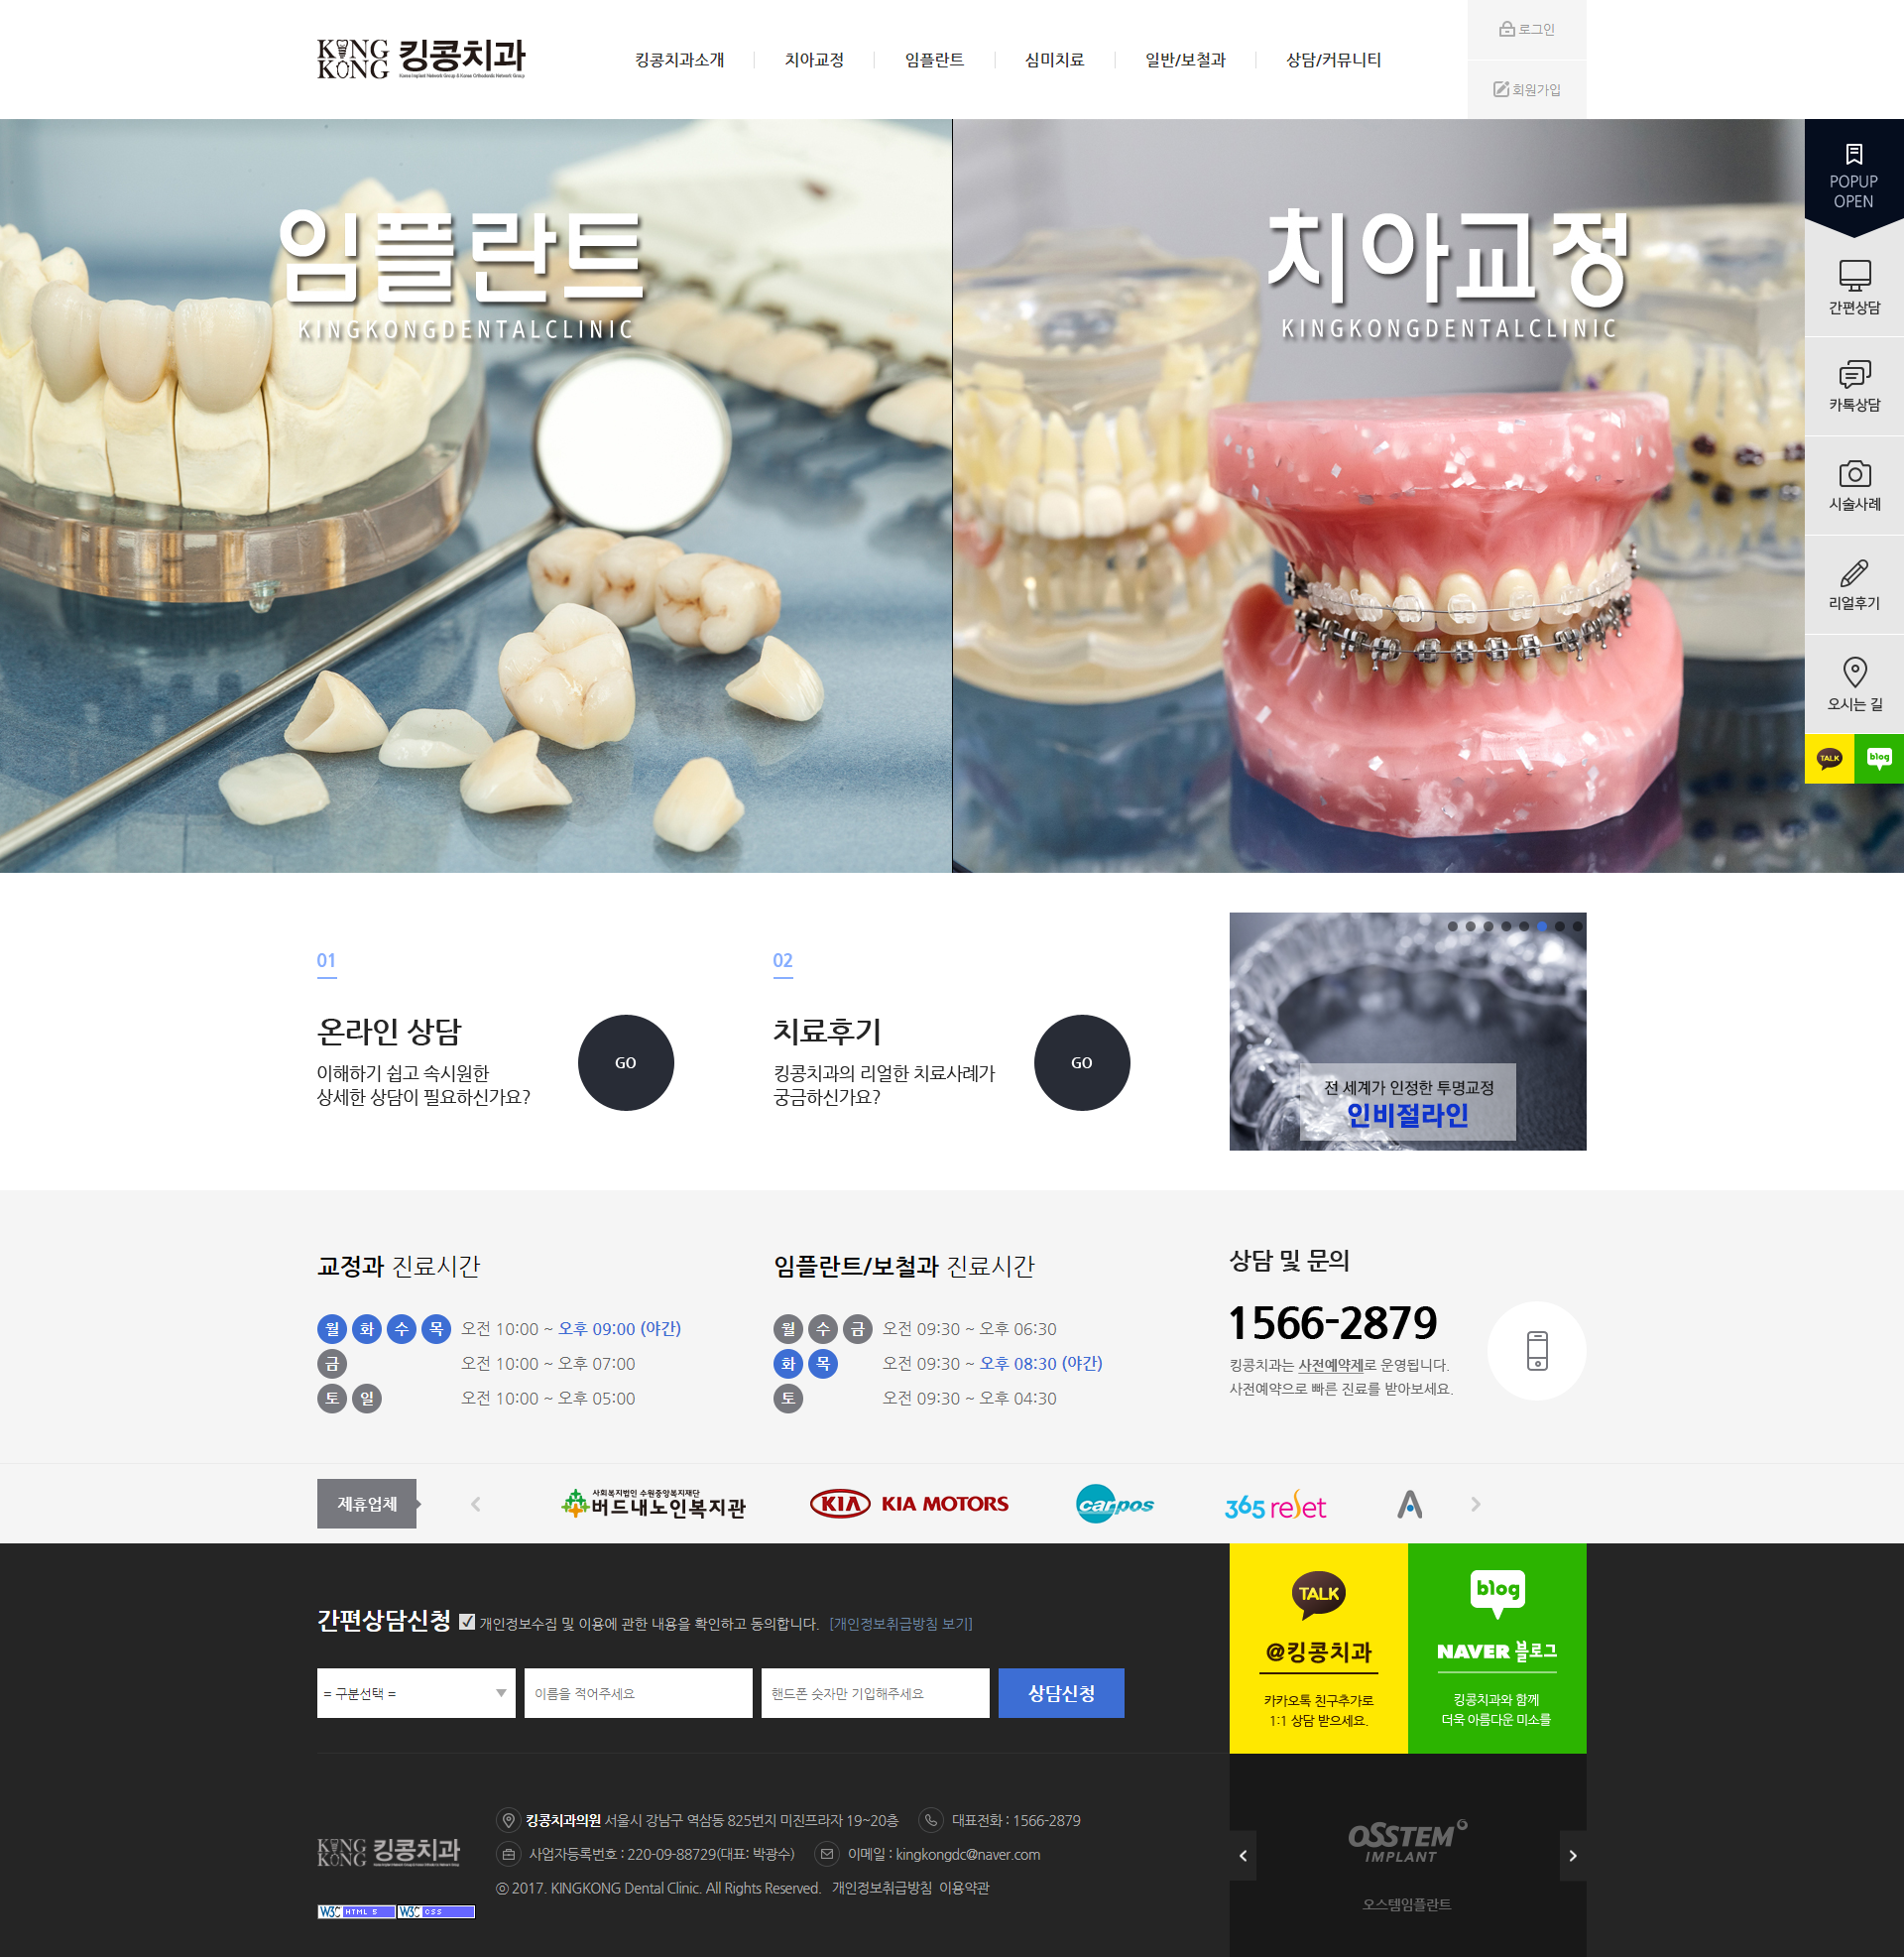 KING KONG 킹콩치과
Korea Implant Network Group & Korea Orthodontic Network Group
킹콩치과소개
치아교정
임플란트
심미치료
일반/보철과
상담/커뮤니티
로그인
회원가입
임플란트
KINGKONGDENTALCLINIC
치아교정
KINGKONGDENTALCLINIC
POPUP
OPEN
간편상담
카톡상담
시술사례
리얼후기
오시는 길
TALK
blog
01
온라인 상담
이해하기 쉽고 속시원한
상세한 상담이 필요하신가요?
GO
02
치료후기
킹콩치과의 리얼한 치료사례가
궁금하신가요?
GO
전 세계가 인정한 투명교정
인비절라인
교정과 진료시간
월 화 수 목 오전 10:00 ~ 오후 09:00 (야간)
금 오전 10:00 ~ 오후 07:00
토 일 오전 10:00 ~ 오후 05:00
임플란트/보철과 진료시간
월 수 금 오전 09:30 ~ 오후 06:30
화 목 오전 09:30 ~ 오후 08:30 (야간)
토 오전 09:30 ~ 오후 04:30
상담 및 문의
1566-2879
킹콩치과는 사전예약제로 운영됩니다.
사전예약으로 빠른 진료를 받아보세요.
제휴업체
사회복지법인 수원중앙복지재단
버드내노인복지관
KIA KIA MOTORS
carpos
365 reset
간편상담신청 개인정보수집 및 이용에 관한 내용을 확인하고 동의합니다. [개인정보취급방침 보기]
= 구분선택 =
이름을 적어주세요
핸드폰 숫자만 기입해주세요
상담신청
TALK
@킹콩치과
카카오톡 친구추가로
1:1 상담 받으세요.
blog
NAVER 블로그
킹콩치과와 함께
더욱 아름다운 미소를
KING KONG 킹콩치과
W3C HTML 5
W3C CSS
킹콩치과의원 서울시 강남구 역삼동 825번지 미진프라자 19~20층 대표전화 : 1566-2879
사업자등록번호 : 220-09-88729(대표: 박광수) 이메일 : kingkongdc@naver.com
ⓒ 2017. KINGKONG Dental Clinic. All Rights Reserved. 개인정보취급방침 이용약관
OSSTEM
IMPLANT
오스템임플란트